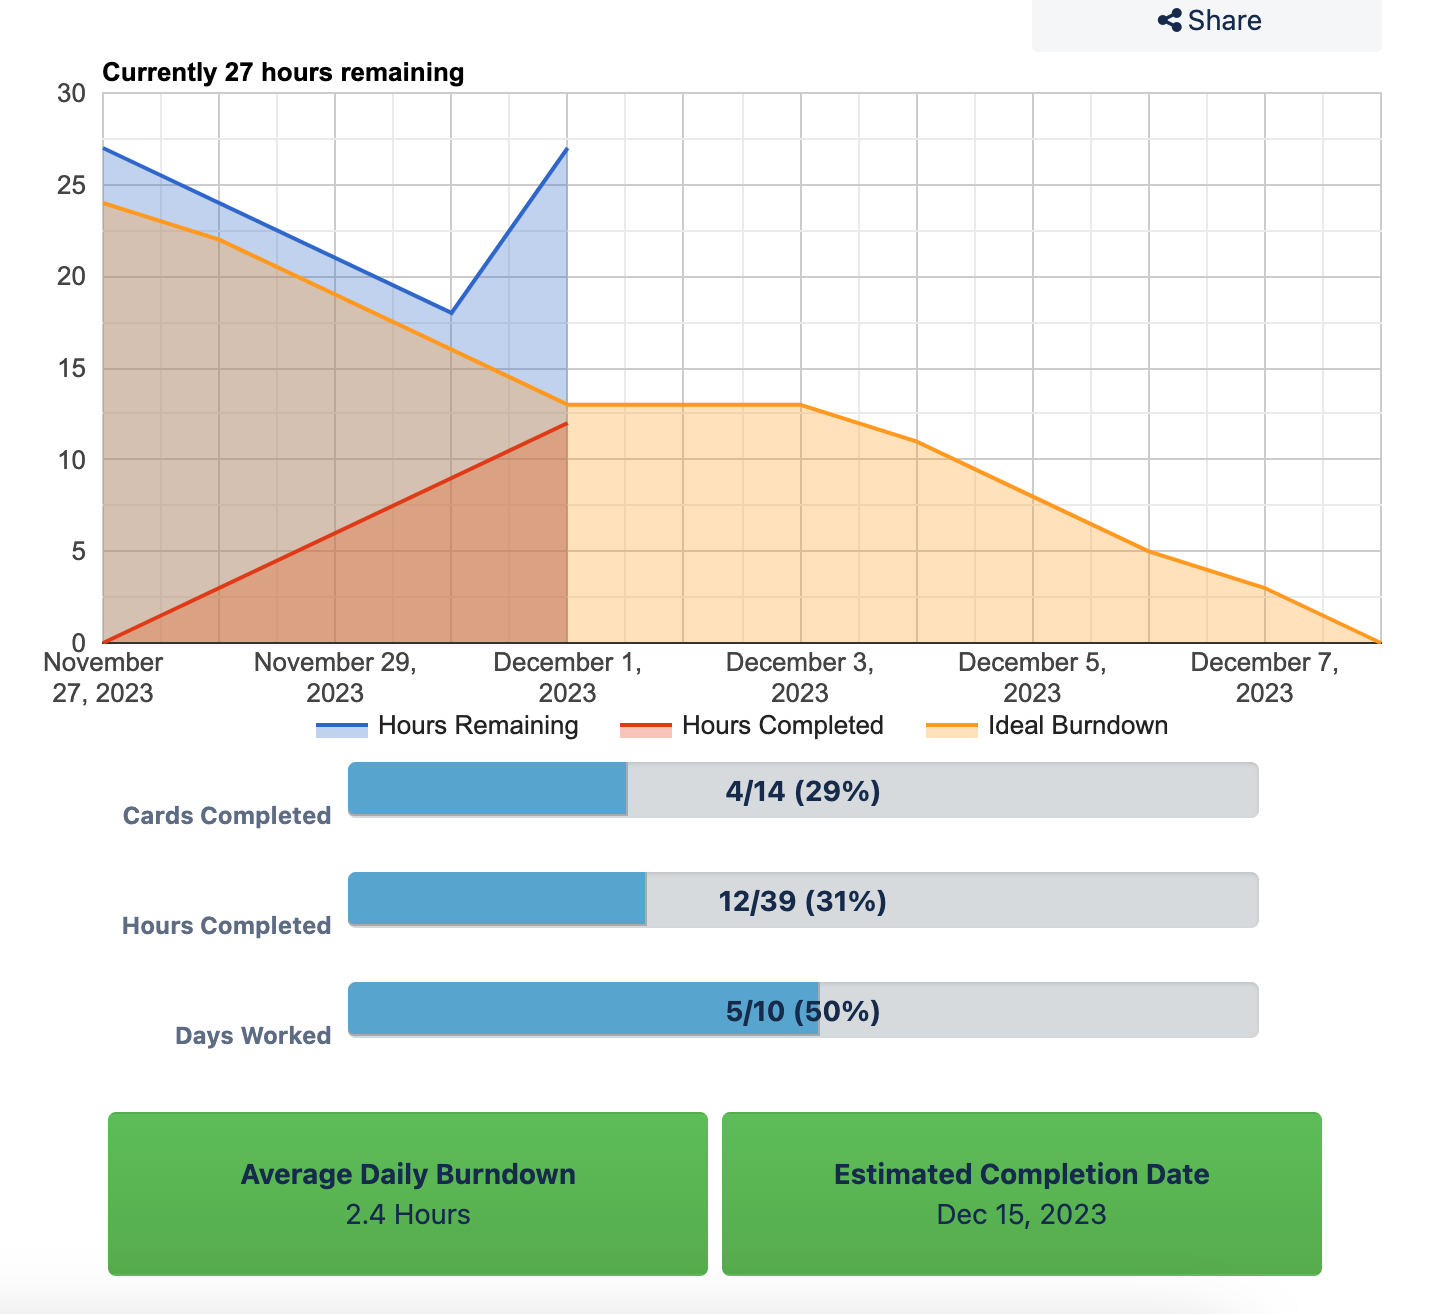 Share
Currently 27 hours remaining
30
25
20
15
10
5
0
November
27, 2023
November 29,
2023
December 1,
2023
December 3,
2023
December 5,
2023
December 7,
2023
Hours Remaining
Hours Completed
Ideal Burndown
Cards Completed
4/14 (29%)
Hours Completed
12/39 (31%)
Days Worked
5/10 (50%)
Average Daily Burndown
2.4 Hours
Estimated Completion Date
Dec 15, 2023